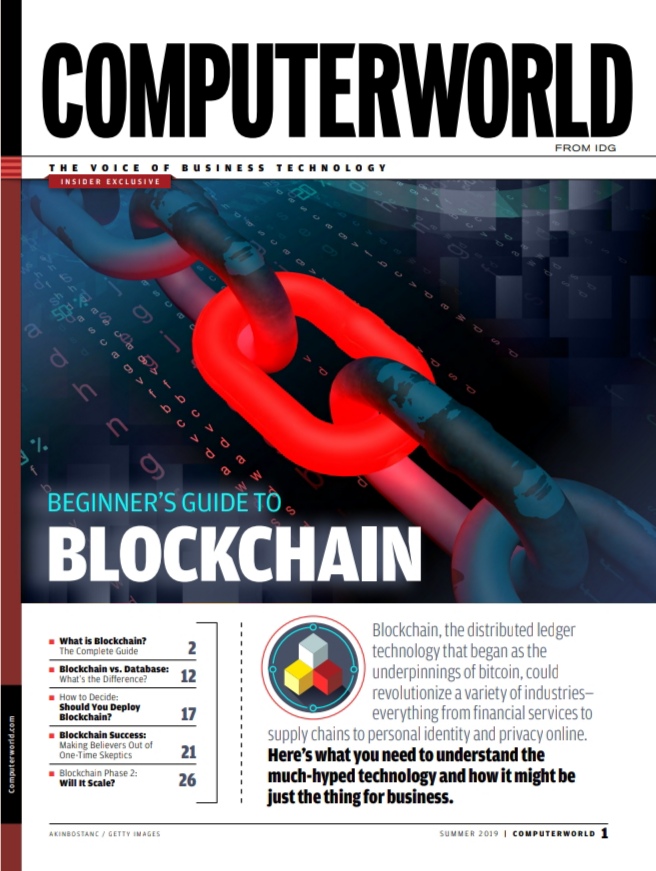 COMPUTERWORLD
FROM IDG
THE VOICE OF BUSINESS TECHNOLOGY
INSIDER EXCLUSIVE
BEGINNER'S GUIDE TO
BLOCKCHAIN
What is Blockchain?
The Complete Guide
2
Blockchain vs. Database:
What's the Difference?
12
How to Decide:
Should You Deploy
Blockchain?
17
Blockchain Success:
Making Believers Out of
One-Time Skeptics
21
Blockchain Phase 2:
Will It Scale?
26
Blockchain, the distributed ledger
technology that began as the
underpinnings of bitcoin, could
revolutionize a variety of industries—
everything from financial services to
supply chains to personal identity and privacy online.
Here's what you need to understand the
much-hyped technology and how it might be
just the thing for business.
Computerworld.com
AKINBOSTANC / GETTY IMAGES
SUMMER 2019 | COMPUTERWORLD 1